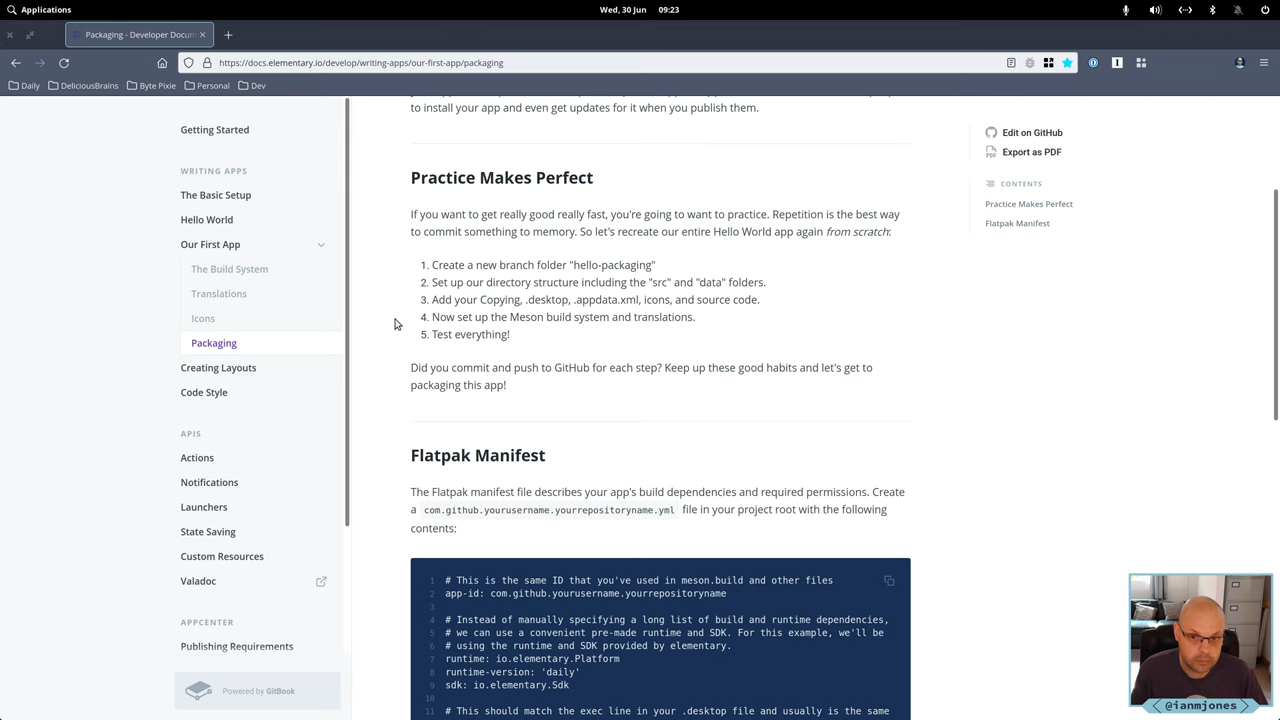 Applications
Wed, 30 Jun 09:23
Packaging - Developer Docum
https://docs.elementary.io/develop/writing-apps/our-first-app/packaging
Daily
DeliciousBrains
Byte Pixie
Personal
Dev
Getting Started
WRITING APPS
The Basic Setup
Hello World
Our First App
The Build System
Translations
Icons
Packaging
Creating Layouts
Code Style
APIS
Actions
Notifications
Launchers
State Saving
Custom Resources
Valadoc
APPCENTER
Publishing Requirements
Powered by GitBook
to install your app and even get updates for it when you publish them.
Practice Makes Perfect
If you want to get really good really fast, you're going to want to practice. Repetition is the best way
to commit something to memory. So let's recreate our entire Hello World app again from scratch:
1. Create a new branch folder "hello-packaging"
2. Set up our directory structure including the "src" and "data" folders.
3. Add your Copying, .desktop, .appdata.xml, icons, and source code.
4. Now set up the Meson build system and translations.
5. Test everything!
Did you commit and push to GitHub for each step? Keep up these good habits and let's get to
packaging this app!
Flatpak Manifest
The Flatpak manifest file describes your app's build dependencies and required permissions. Create
a com.github.yourusername.yourrepositoryname.yml file in your project root with the following
contents:
1 # This is the same ID that you've used in meson.build and other files
2 app-id: com.github.yourusername.yourrepositoryname
3
4 # Instead of manually specifying a long list of build and runtime dependencies,
5 # we can use a convenient pre-made runtime and SDK. For this example, we'll be
6 # using the runtime and SDK provided by elementary.
7 runtime: io.elementary.Platform
8 runtime-version: 'daily'
9 sdk: io.elementary.Sdk
10
11 # This should match the exec line in your .desktop file and usually is the same
Edit on GitHub
Export as PDF
CONTENTS
Practice Makes Perfect
Flatpak Manifest
@ianmjones